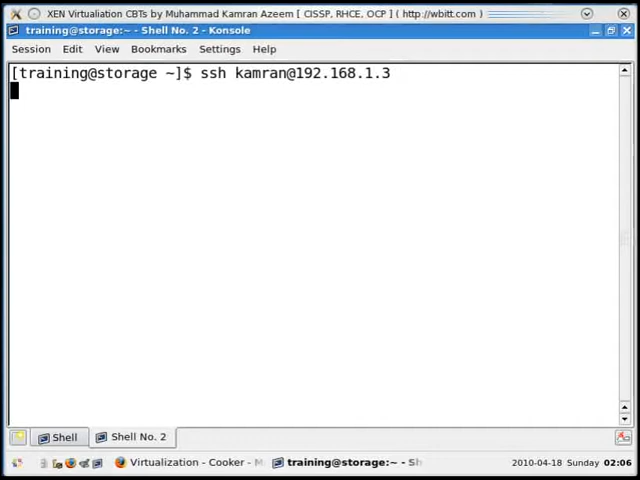 XEN Virtualiation CBTs by Muhammad Kamran Azeem [ CISSP, RHCE, OCP ] ( http://wbitt.com )
training@storage:~ - Shell No. 2 - Konsole
Session Edit View Bookmarks Settings Help
[training@storage ~]$ ssh kamran@192.168.1.3
Shell Shell No. 2
Virtualization - Cooker - M training@storage:~ - Sh 2010-04-18 Sunday 02:06